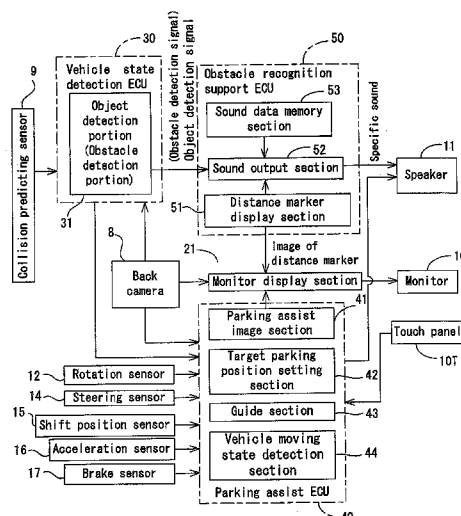 30
50
9
Vehicle state
detection ECU
(Obstacle detection signal)
Object detection signal
Obstacle recognition
support ECU
53
Sound data memory
section
Specific sound
Collision predicting sensor
Object
detection portion
(Obstacle
detection portion)
31
52
Sound output section
11
Speaker
51
Distance marker
display section
8
21
Image of
distance marker
Back
camera
Monitor display section
Monitor
41
Parking assist
image section
Touch panel
10T
Target parking
position setting
section
42
12
Rotation sensor
14
Steering sensor
15
Shift position sensor
Guide section
43
16
Acceleration sensor
Vehicle moving
state detection
section
44
17
Brake sensor
Parking assist ECU